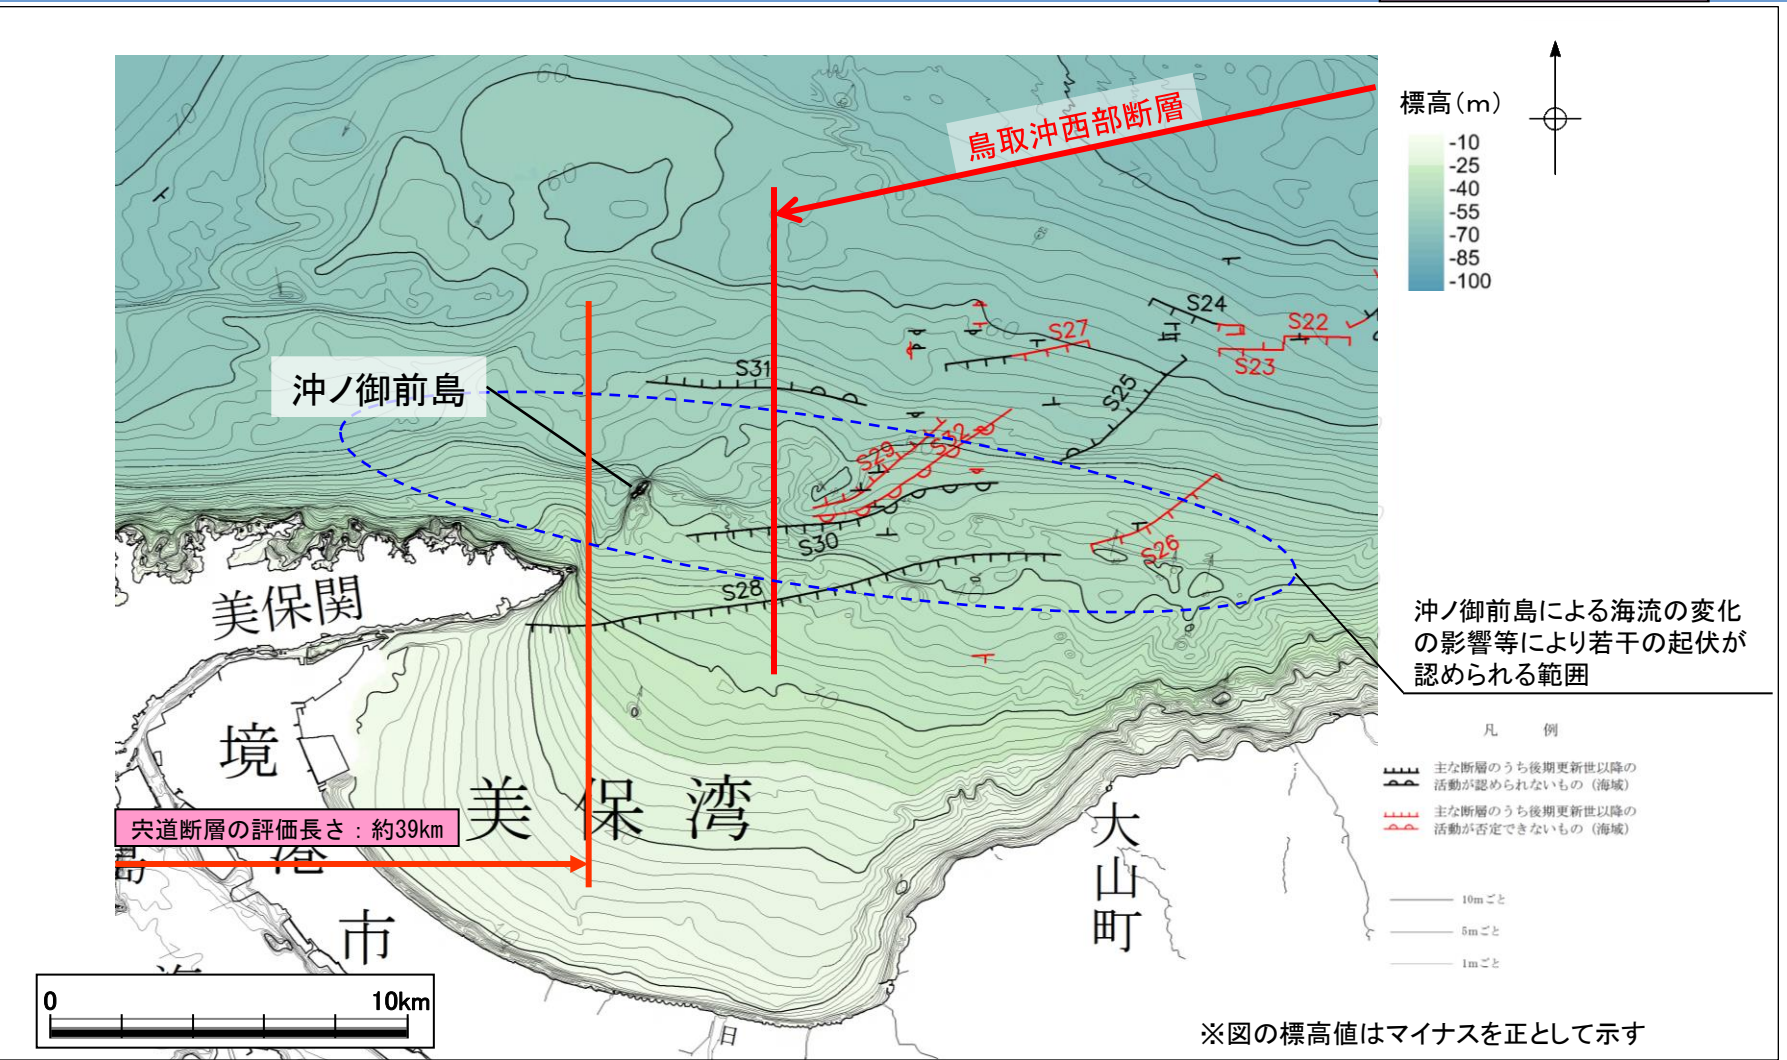 鳥取沖西部断層
標高(m)
-10
-25
-40
-55
-70
-85
-100
60
70
60
S24
S22
S27
S23
S31
S25
沖ノ御前島
S29
S32
S30
S26
S28
美保関
沖ノ御前島による海流の変化
の影響等により若干の起伏が
認められる範囲
30
凡 例
境
主な断層のうち後期更新世以降の
活動が認められないもの(海域)
美保湾
主な断層のうち後期更新世以降の
活動が否定できないもの(海域)
宍道断層の評価長さ:約39km
港
島
大山町
10mごと
市
5mごと
10
1mごと
0 10km
日
※図の標高値はマイナスを正として示す